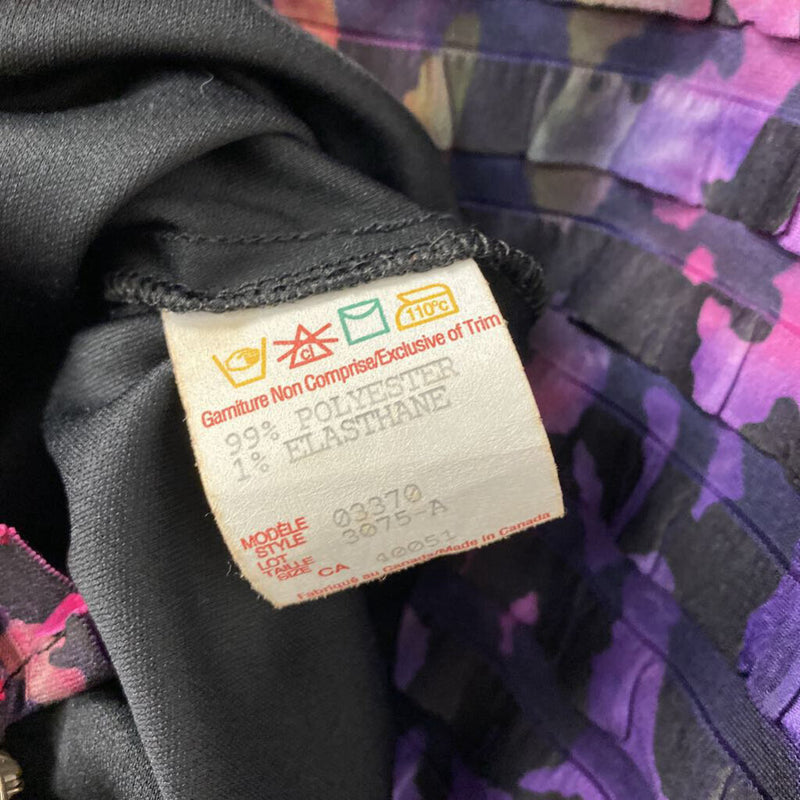 cl 110°C
Garniture Non Comprise/Exclusive of Trim
99% POLYESTER
1% ELASTHANE
MODÈLE
STYLE 03370
LOT 3075-A
TAILLE
SIZE CA 40051
Fabriqué au Canada/Made in Canada